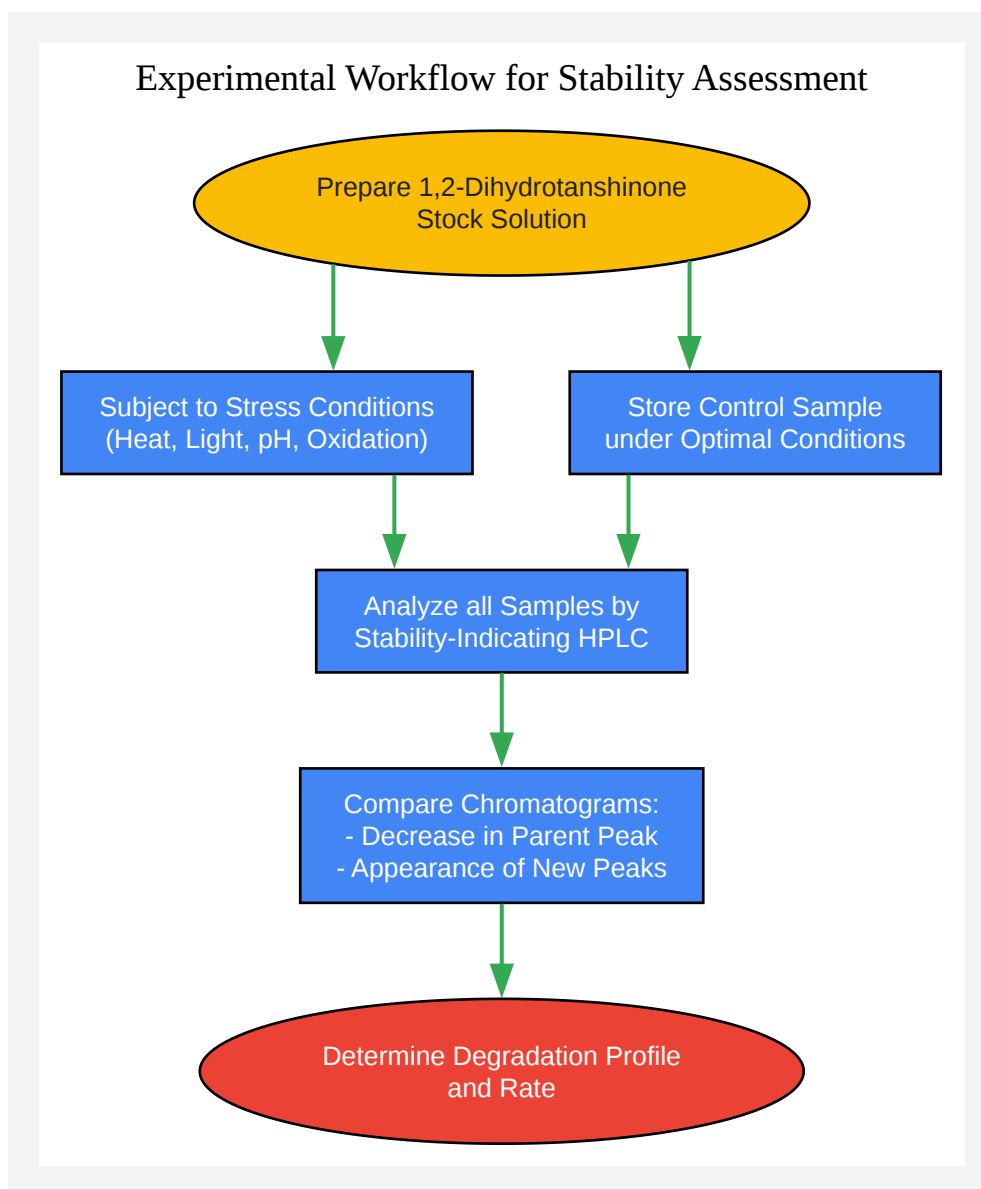 Experimental Workflow for Stability Assessment
Prepare 1,2-Dihydrotanshinone
Stock Solution
Subject to Stress Conditions
(Heat, Light, pH, Oxidation)
Store Control Sample
under Optimal Conditions
Analyze all Samples by
Stability-Indicating HPLC
Compare Chromatograms:
- Decrease in Parent Peak
- Appearance of New Peaks
Determine Degradation Profile
and Rate